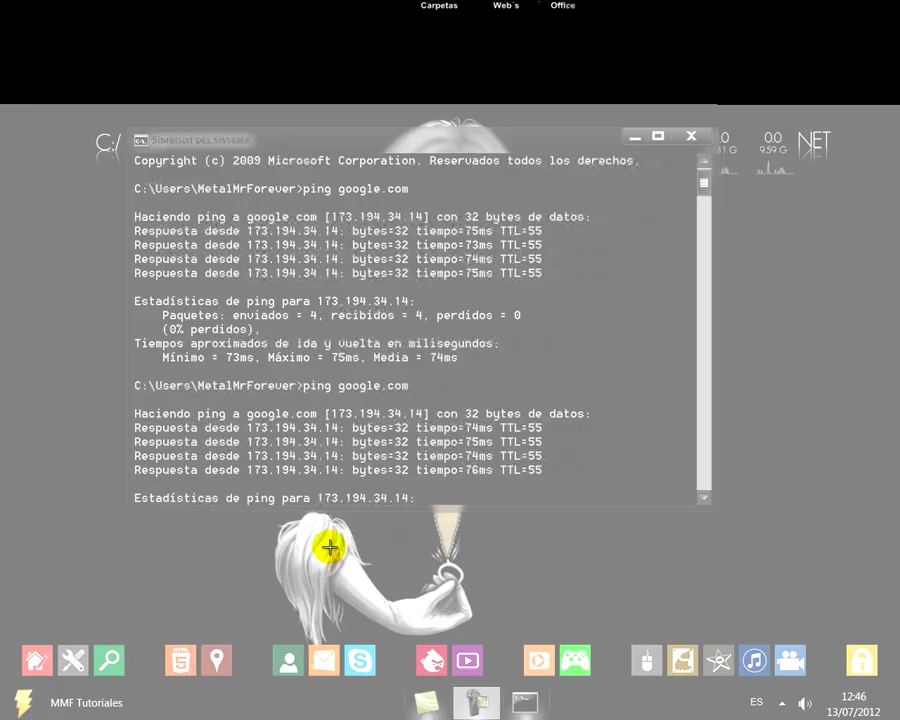 Carpetas Web´s Office
C:/
SÍMBOLO DEL SISTEMA
0.0
NET
9.59 G
Copyright (c) 2009 Microsoft Corporation. Reservados todos los derechos.
C:\Users\MetalMrForever>ping google.com
Haciendo ping a google.com [173.194.34.14] con 32 bytes de datos:
Respuesta desde 173.194.34.14: bytes=32 tiempo=75ms TTL=55
Respuesta desde 173.194.34.14: bytes=32 tiempo=73ms TTL=55
Respuesta desde 173.194.34.14: bytes=32 tiempo=74ms TTL=55
Respuesta desde 173.194.34.14: bytes=32 tiempo=75ms TTL=55
Estadísticas de ping para 173.194.34.14:
Paquetes: enviados = 4, recibidos = 4, perdidos = 0
(0% perdidos),
Tiempos aproximados de ida y vuelta en milisegundos:
Mínimo = 73ms, Máximo = 75ms, Media = 74ms
C:\Users\MetalMrForever>ping google.com
Haciendo ping a google.com [173.194.34.14] con 32 bytes de datos:
Respuesta desde 173.194.34.14: bytes=32 tiempo=74ms TTL=55
Respuesta desde 173.194.34.14: bytes=32 tiempo=75ms TTL=55
Respuesta desde 173.194.34.14: bytes=32 tiempo=74ms TTL=55
Respuesta desde 173.194.34.14: bytes=32 tiempo=76ms TTL=55
Estadísticas de ping para 173.194.34.14:
MMF Tutoriales
ES
12:46
13/07/2012